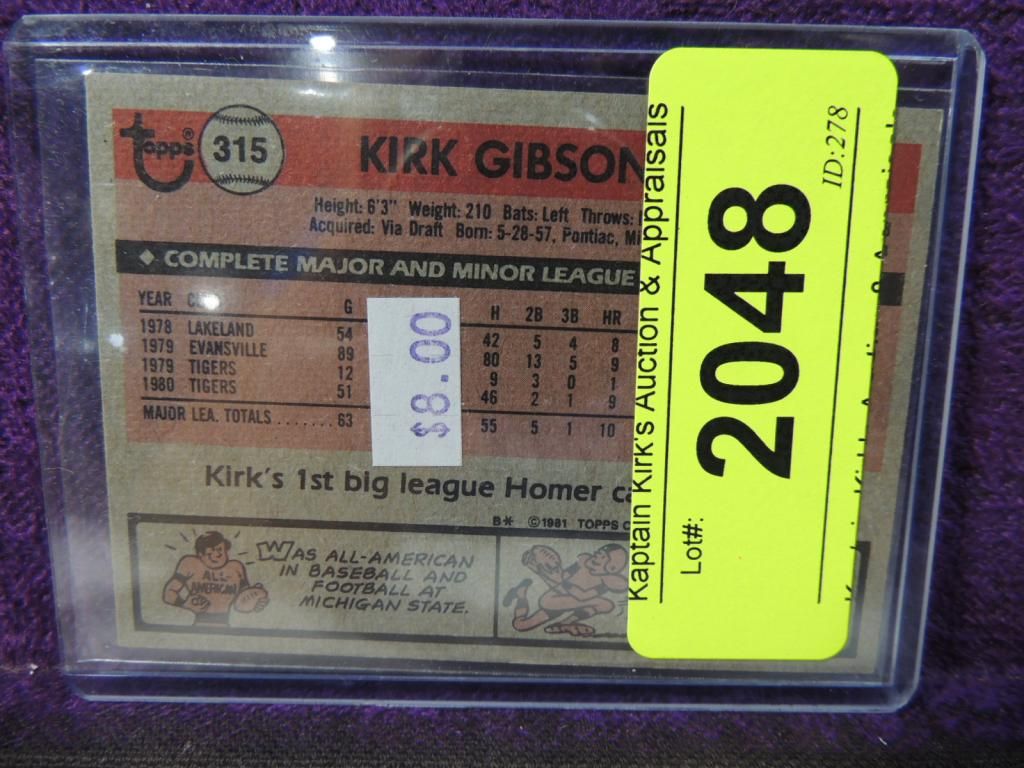 topps® 315 KIRK GIBSON
Height: 6'3" Weight: 210 Bats: Left Throws:
Acquired: Via Draft Born: 5-28-57, Pontiac, Mi
◆ COMPLETE MAJOR AND MINOR LEAGUE
YEAR C G H 2B 3B HR
1978 LAKELAND 54 42 5 4 8
1979 EVANSVILLE 89 80 13 5 9
1979 TIGERS 12 9 3 0 1
1980 TIGERS 51 46 2 1 9
MAJOR LEA. TOTALS ....... 63 55 5 1 10
$8.00
Kirk's 1st big league Homer ca
B* ©1981 TOPPS C
ALL-
AMERICAN
WAS ALL-AMERICAN
IN BASEBALL AND
FOOTBALL AT
MICHIGAN STATE.
Kaptain Kirk's Auction & Appraisals
Lot#:
2048
ID:278